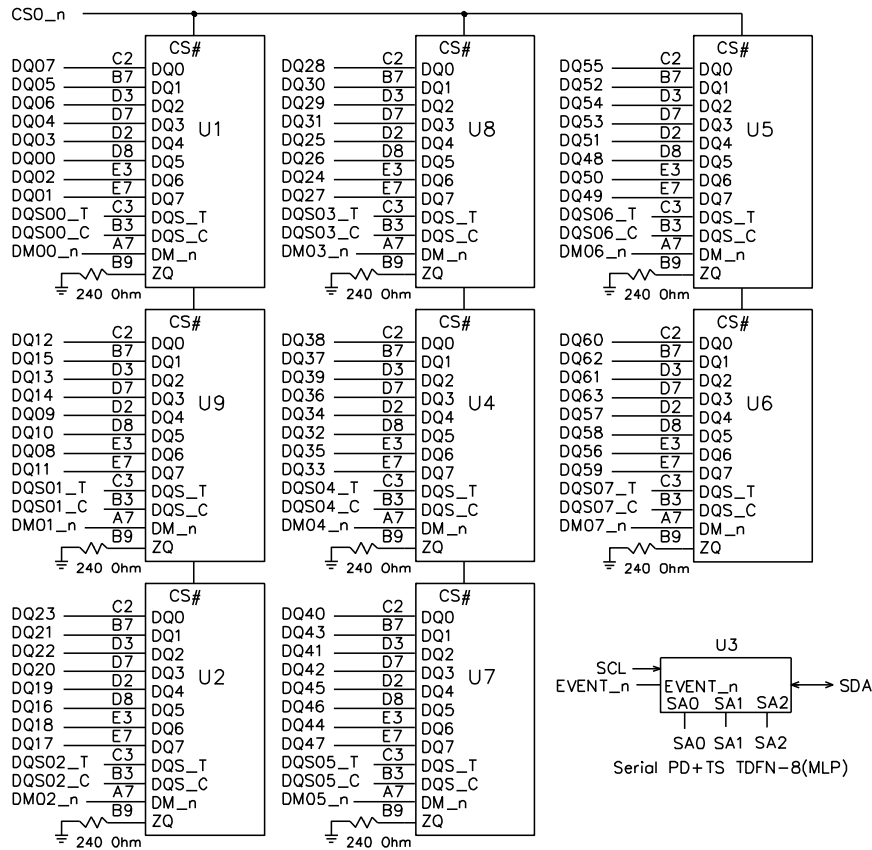 CS0_n
CS#
DQ07 C2 DQ0
DQ05 B7 DQ1
DQ06 D3 DQ2
DQ04 D7 DQ3
DQ03 D2 DQ4
DQ00 D8 DQ5
DQ02 E3 DQ6
DQ01 E7 DQ7
DQS00_T C3 DQS_T
DQS00_C B3 DQS_C
DM00_n A7 DM_n
B9 ZQ
240 Ohm
U1
CS#
DQ28 C2 DQ0
DQ30 B7 DQ1
DQ29 D3 DQ2
DQ31 D7 DQ3
DQ25 D2 DQ4
DQ26 D8 DQ5
DQ24 E3 DQ6
DQ27 E7 DQ7
DQS03_T C3 DQS_T
DQS03_C B3 DQS_C
DM03_n A7 DM_n
B9 ZQ
240 Ohm
U8
CS#
DQ55 C2 DQ0
DQ52 B7 DQ1
DQ54 D3 DQ2
DQ53 D7 DQ3
DQ51 D2 DQ4
DQ48 D8 DQ5
DQ50 E3 DQ6
DQ49 E7 DQ7
DQS06_T C3 DQS_T
DQS06_C B3 DQS_C
DM06_n A7 DM_n
B9 ZQ
240 Ohm
U5
CS#
DQ12 C2 DQ0
DQ15 B7 DQ1
DQ13 D3 DQ2
DQ14 D7 DQ3
DQ09 D2 DQ4
DQ10 D8 DQ5
DQ08 E3 DQ6
DQ11 E7 DQ7
DQS01_T C3 DQS_T
DQS01_C B3 DQS_C
DM01_n A7 DM_n
B9 ZQ
240 Ohm
U9
CS#
DQ38 C2 DQ0
DQ37 B7 DQ1
DQ39 D3 DQ2
DQ36 D7 DQ3
DQ34 D2 DQ4
DQ32 D8 DQ5
DQ35 E3 DQ6
DQ33 E7 DQ7
DQS04_T C3 DQS_T
DQS04_C B3 DQS_C
DM04_n A7 DM_n
B9 ZQ
240 Ohm
U4
CS#
DQ60 C2 DQ0
DQ62 B7 DQ1
DQ61 D3 DQ2
DQ63 D7 DQ3
DQ57 D2 DQ4
DQ58 D8 DQ5
DQ56 E3 DQ6
DQ59 E7 DQ7
DQS07_T C3 DQS_T
DQS07_C B3 DQS_C
DM07_n A7 DM_n
B9 ZQ
240 Ohm
U6
CS#
DQ23 C2 DQ0
DQ21 B7 DQ1
DQ22 D3 DQ2
DQ20 D7 DQ3
DQ19 D2 DQ4
DQ16 D8 DQ5
DQ18 E3 DQ6
DQ17 E7 DQ7
DQS02_T C3 DQS_T
DQS02_C B3 DQS_C
DM02_n A7 DM_n
B9 ZQ
240 Ohm
U2
CS#
DQ40 C2 DQ0
DQ43 B7 DQ1
DQ41 D3 DQ2
DQ42 D7 DQ3
DQ45 D2 DQ4
DQ46 D8 DQ5
DQ44 E3 DQ6
DQ47 E7 DQ7
DQS05_T C3 DQS_T
DQS05_C B3 DQS_C
DM05_n A7 DM_n
B9 ZQ
240 Ohm
U7
U3
SCL
EVENT_n EVENT_n SDA
SA0 SA1 SA2
SA0 SA1 SA2
Serial PD+TS TDFN-8(MLP)